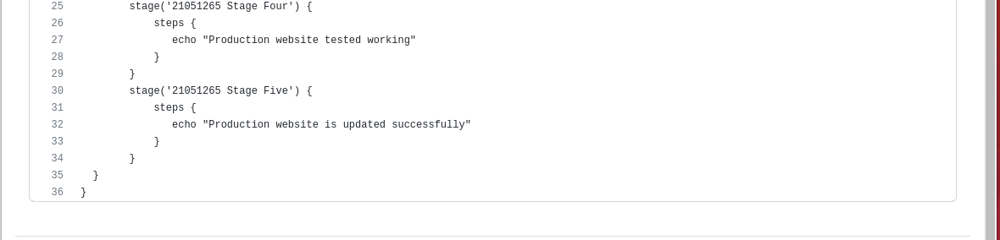 25 stage('21051265 Stage Four') {
26 steps {
27 echo "Production website tested working"
28 }
29 }
30 stage('21051265 Stage Five') {
31 steps {
32 echo "Production website is updated successfully"
33 }
34 }
35 }
36 }